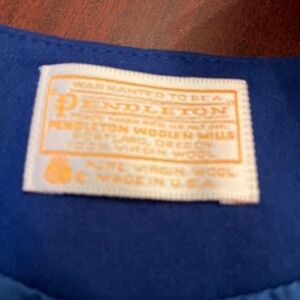 WARRANTED TO BE A
PENDLETON"
PENDLETON WOOLEN MILLS
PORTLAND, OREGON
100% VIRGIN WOOL
PURE VIRGIN WOOL
MADE IN U.S.A.